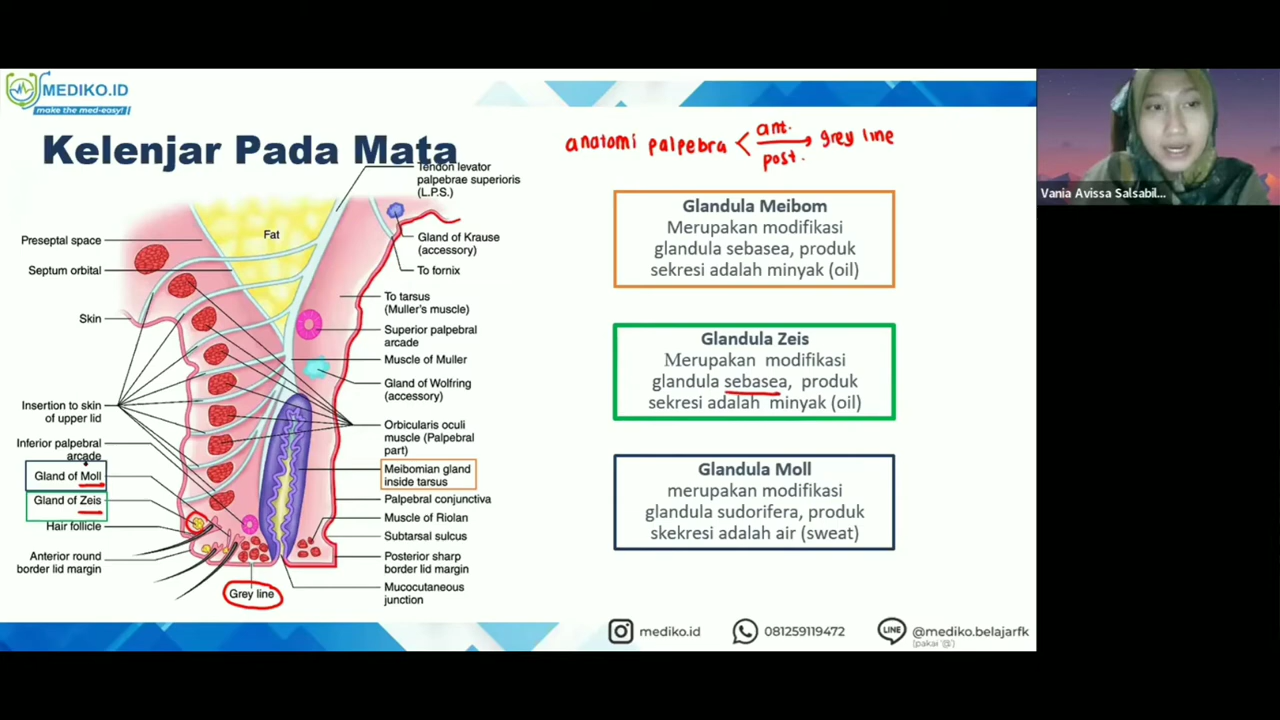 MEDIKO.ID
make the med-easy!
Kelenjar Pada Mata
anatomi palpebra < ant. post. → grey line
Vania Avissa Salsabil...
Tendon levator
palpebrae superioris
(L.P.S.)
Fat
Preseptal space
Septum orbital
Skin
Insertion to skin
of upper lid
Inferior palpebral
arcade
Gland of Moll
Gland of Zeis
Hair follicle
Anterior round
border lid margin
Grey line
Gland of Krause
(accessory)
To fornix
To tarsus
(Muller's muscle)
Superior palpebral
arcade
Muscle of Muller
Gland of Wolfring
(accessory)
Orbicularis oculi
muscle (Palpebral
part)
Meibomian gland
inside tarsus
Palpebral conjunctiva
Muscle of Riolan
Subtarsal sulcus
Posterior sharp
border lid margin
Mucocutaneous
junction
Glandula Meibom
Merupakan modifikasi
glandula sebasea, produk
sekresi adalah minyak (oil)
Glandula Zeis
Merupakan modifikasi
glandula sebasea, produk
sekresi adalah minyak (oil)
Glandula Moll
merupakan modifikasi
glandula sudorifera, produk
skekresi adalah air (sweat)
mediko.id
081259119472
LINE
@mediko.belajarfk
(pakai '@')